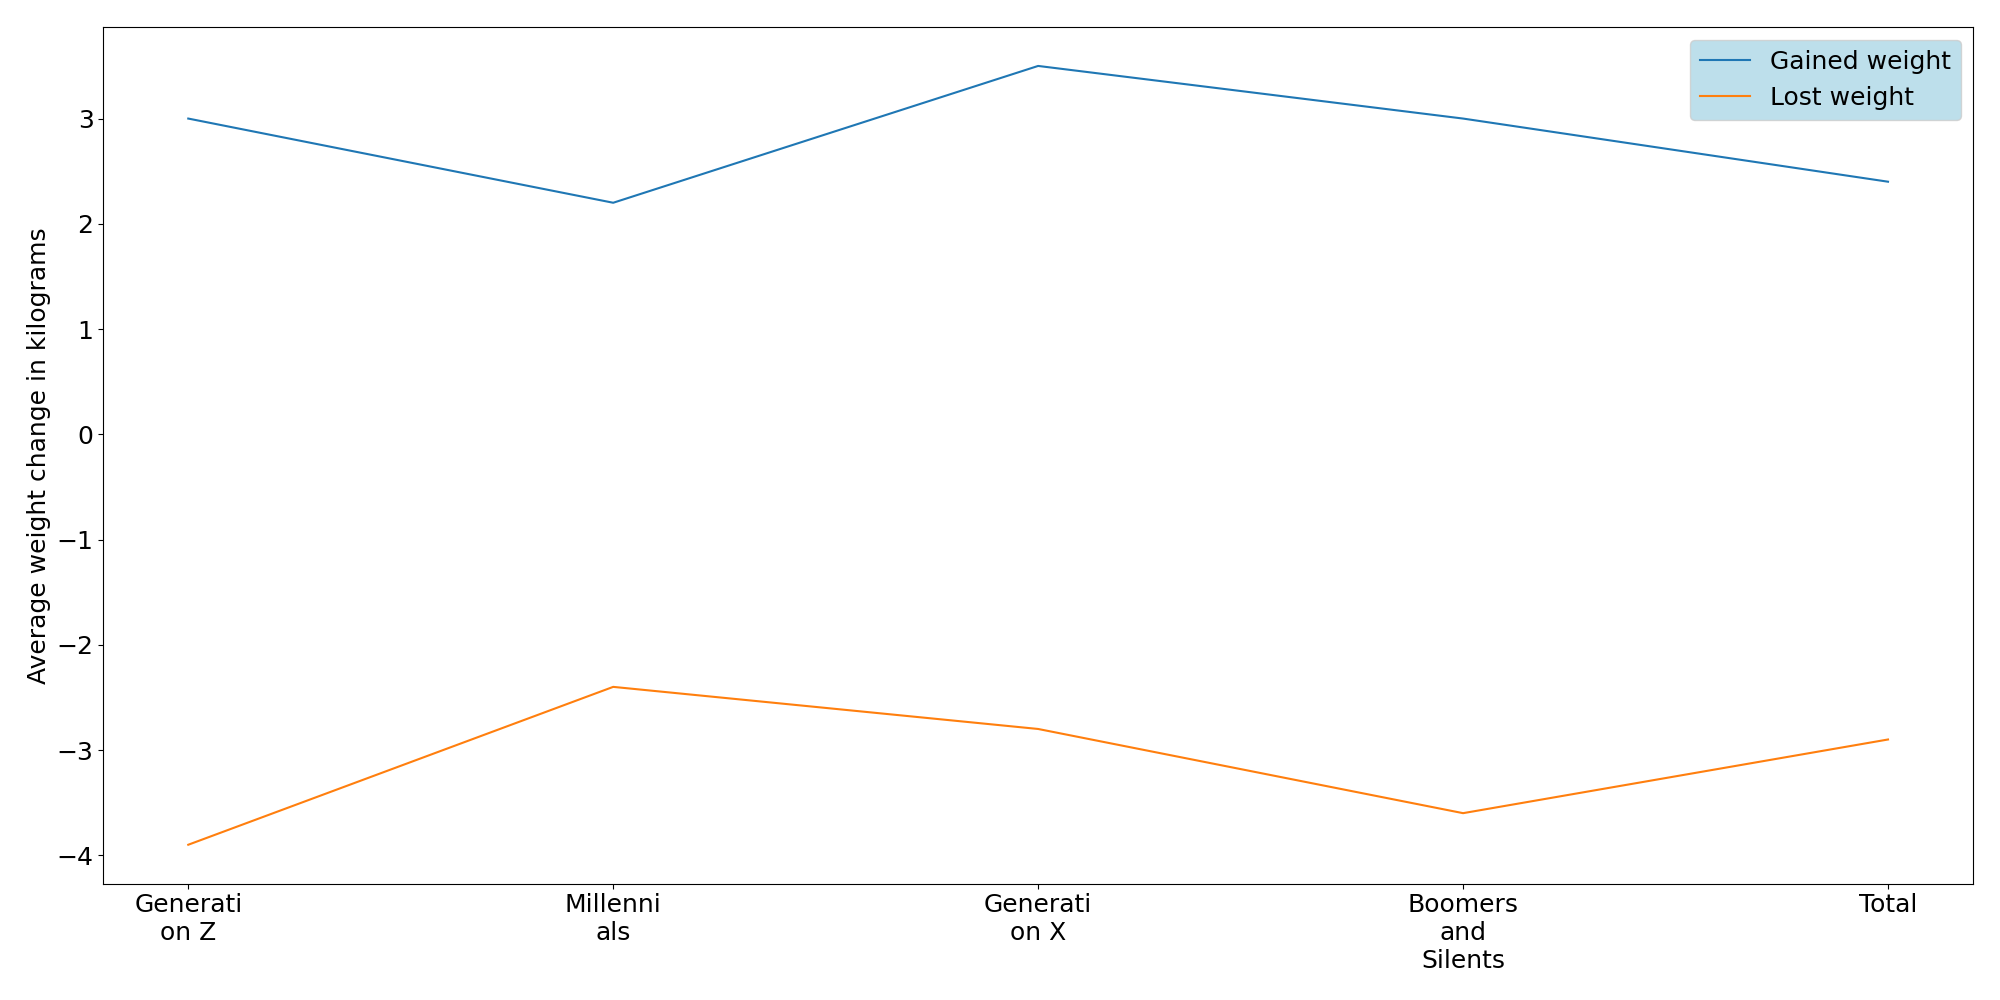 Gained weight
Lost weight
Average weight change in kilograms
3
2
1
0
−1
−2
−3
−4
Generati
on Z
Millenni
als
Generati
on X
Boomers
and
Silents
Total